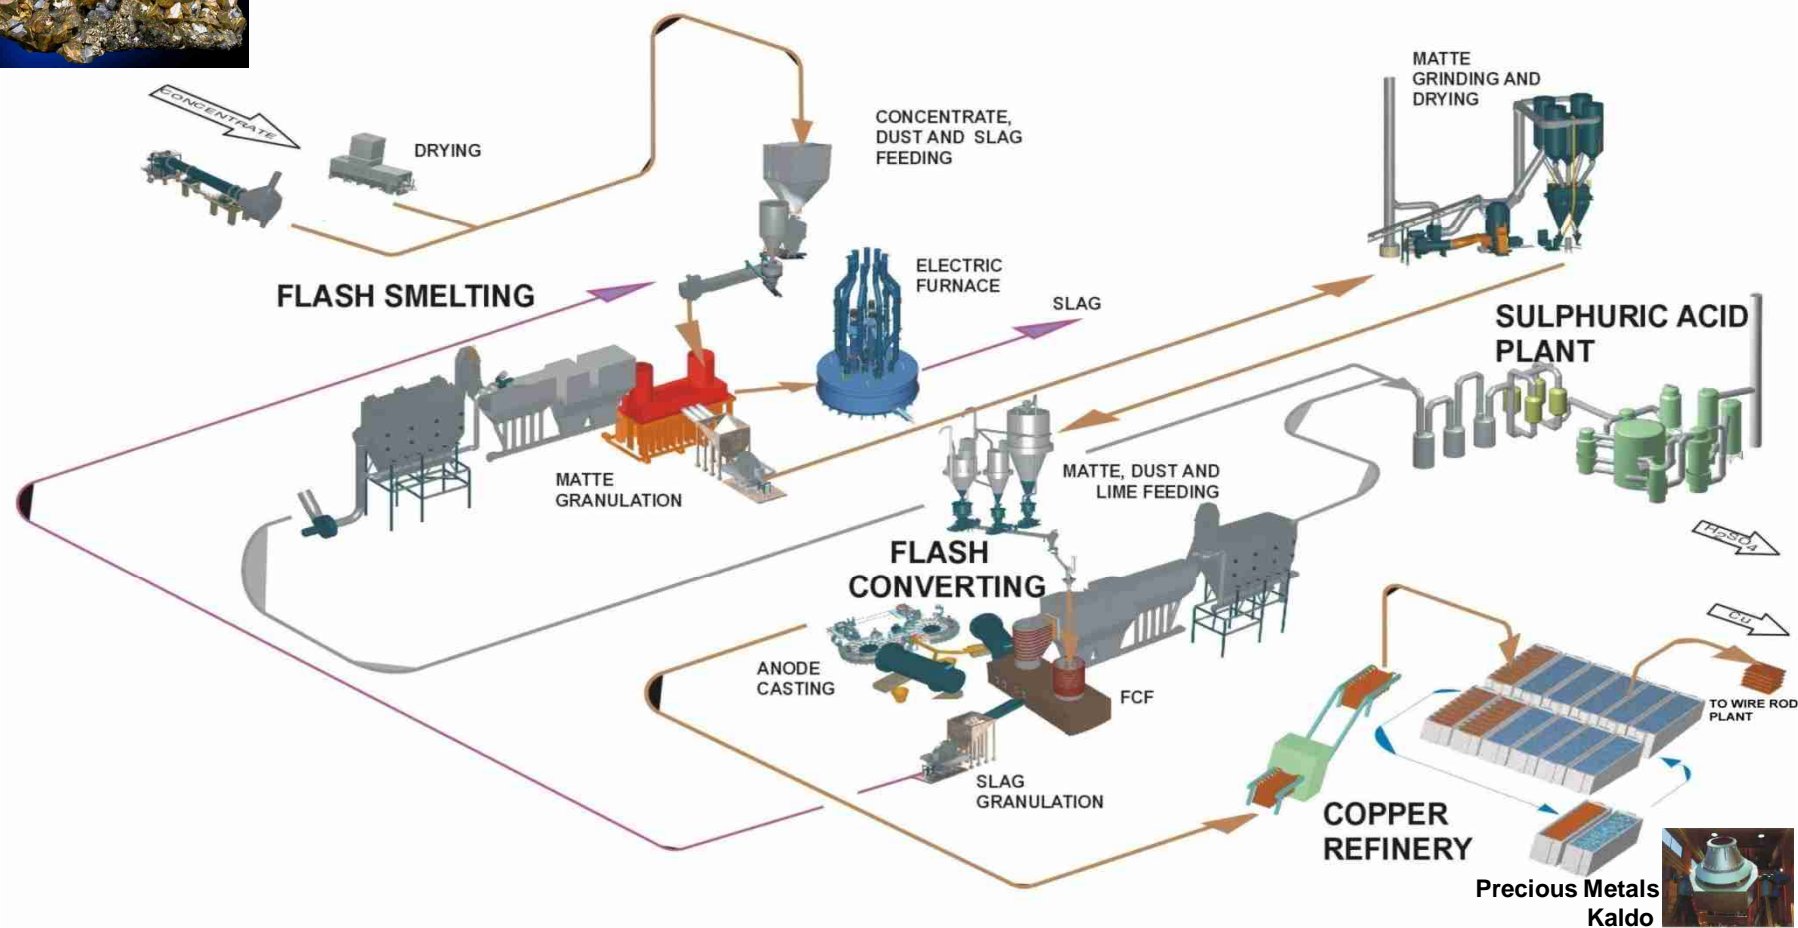 CONCENTRATE
DRYING
CONCENTRATE,
DUST AND SLAG
FEEDING
MATTE
GRINDING AND
DRYING
FLASH SMELTING
ELECTRIC
FURNACE
SLAG
SULPHURIC ACID
PLANT
MATTE
GRANULATION
MATTE, DUST AND
LIME FEEDING
H2SO4
FLASH
CONVERTING
Cu
ANODE
CASTING
FCF
TO WIRE ROD
PLANT
SLAG
GRANULATION
COPPER
REFINERY
Precious Metals
Kaldo